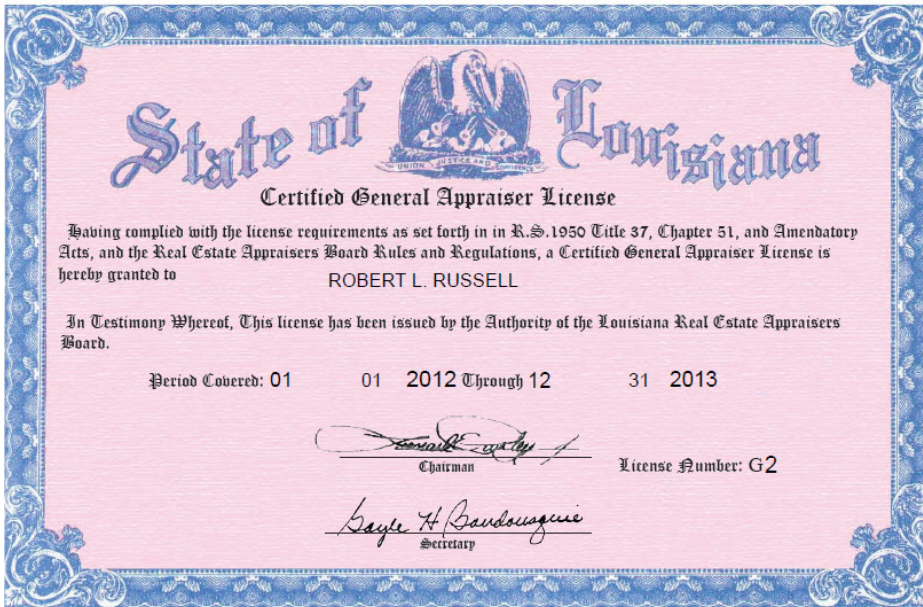 State of Louisiana
UNION JUSTICE AND CONFIDENCE
Certified General Appraiser License
Having complied with the license requirements as set forth in in R.S.1950 Title 37, Chapter 51, and Amendatory
Acts, and the Real Estate Appraisers Board Rules and Regulations, a Certified General Appraiser License is
hereby granted to ROBERT L. RUSSELL
In Testimony Whereof, This license has been issued by the Authority of the Louisiana Real Estate Appraisers
Board.
Period Covered: 01 01 2012 Through 12 31 2013
Chairman
License Number: G2
Gayle H Boudousquie
Secretary